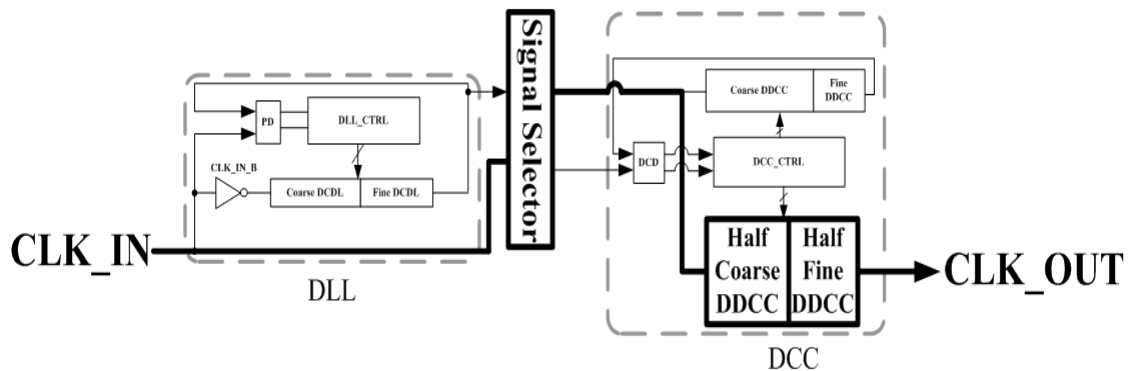 CLK_IN
CLK_IN_B
PD
DLL_CTRL
Coarse DCDL
Fine DCDL
DLL
Signal Selector
Coarse DDCC
Fine
DDCC
DCD
DCC_CTRL
Half
Coarse
DDCC
Half
Fine
DDCC
CLK_OUT
DCC